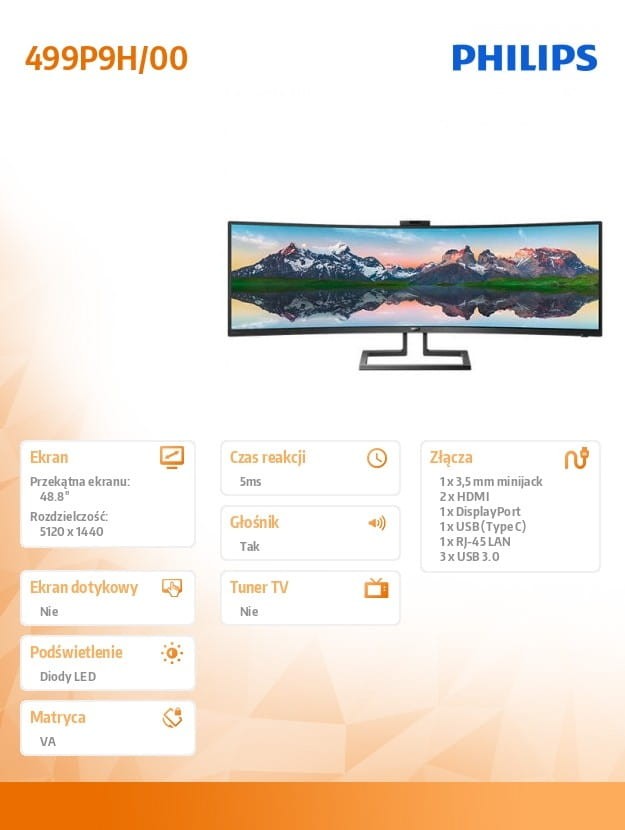 499P9H/00
PHILIPS
Ekran
Przekątna ekranu:
48.8"
Rozdzielczość:
5120 x 1440
Ekran dotykowy
Nie
Podświetlenie
Diody LED
Matryca
VA
Czas reakcji
5ms
Głośnik
Tak
Tuner TV
Nie
Złącza
1 x 3,5 mm minijack
2 x HDMI
1 x DisplayPort
1 x USB (Type C)
1 x RJ-45 LAN
3 x USB 3.0